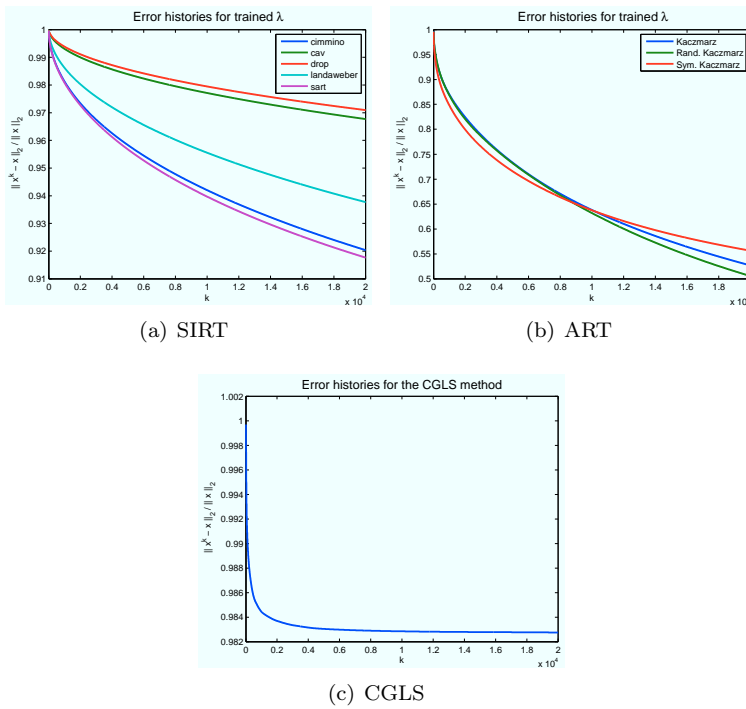 Error histories for trained λ
1
0.99
0.98
0.97
0.96
0.95
0.94
0.93
0.92
0.91
|| x^k − x ||_2 / || x ||_2
cimmino
cav
drop
landaweber
sart
0 0.2 0.4 0.6 0.8 1 1.2 1.4 1.6 1.8 2
k
x 10^4
(a) SIRT
Error histories for trained λ
1
0.95
0.9
0.85
0.8
0.75
0.7
0.65
0.6
0.55
0.5
|| x^k − x ||_2 / || x ||_2
Kaczmarz
Rand. Kaczmarz
Sym. Kaczmarz
0 0.2 0.4 0.6 0.8 1 1.2 1.4 1.6 1.8
k
x 10^4
(b) ART
Error histories for the CGLS method
1.002
1
0.998
0.996
0.994
0.992
0.99
0.988
0.986
0.984
0.982
|| x^k − x ||_2 / || x ||_2
0 0.2 0.4 0.6 0.8 1 1.2 1.4 1.6 1.8 2
k
x 10^4
(c) CGLS